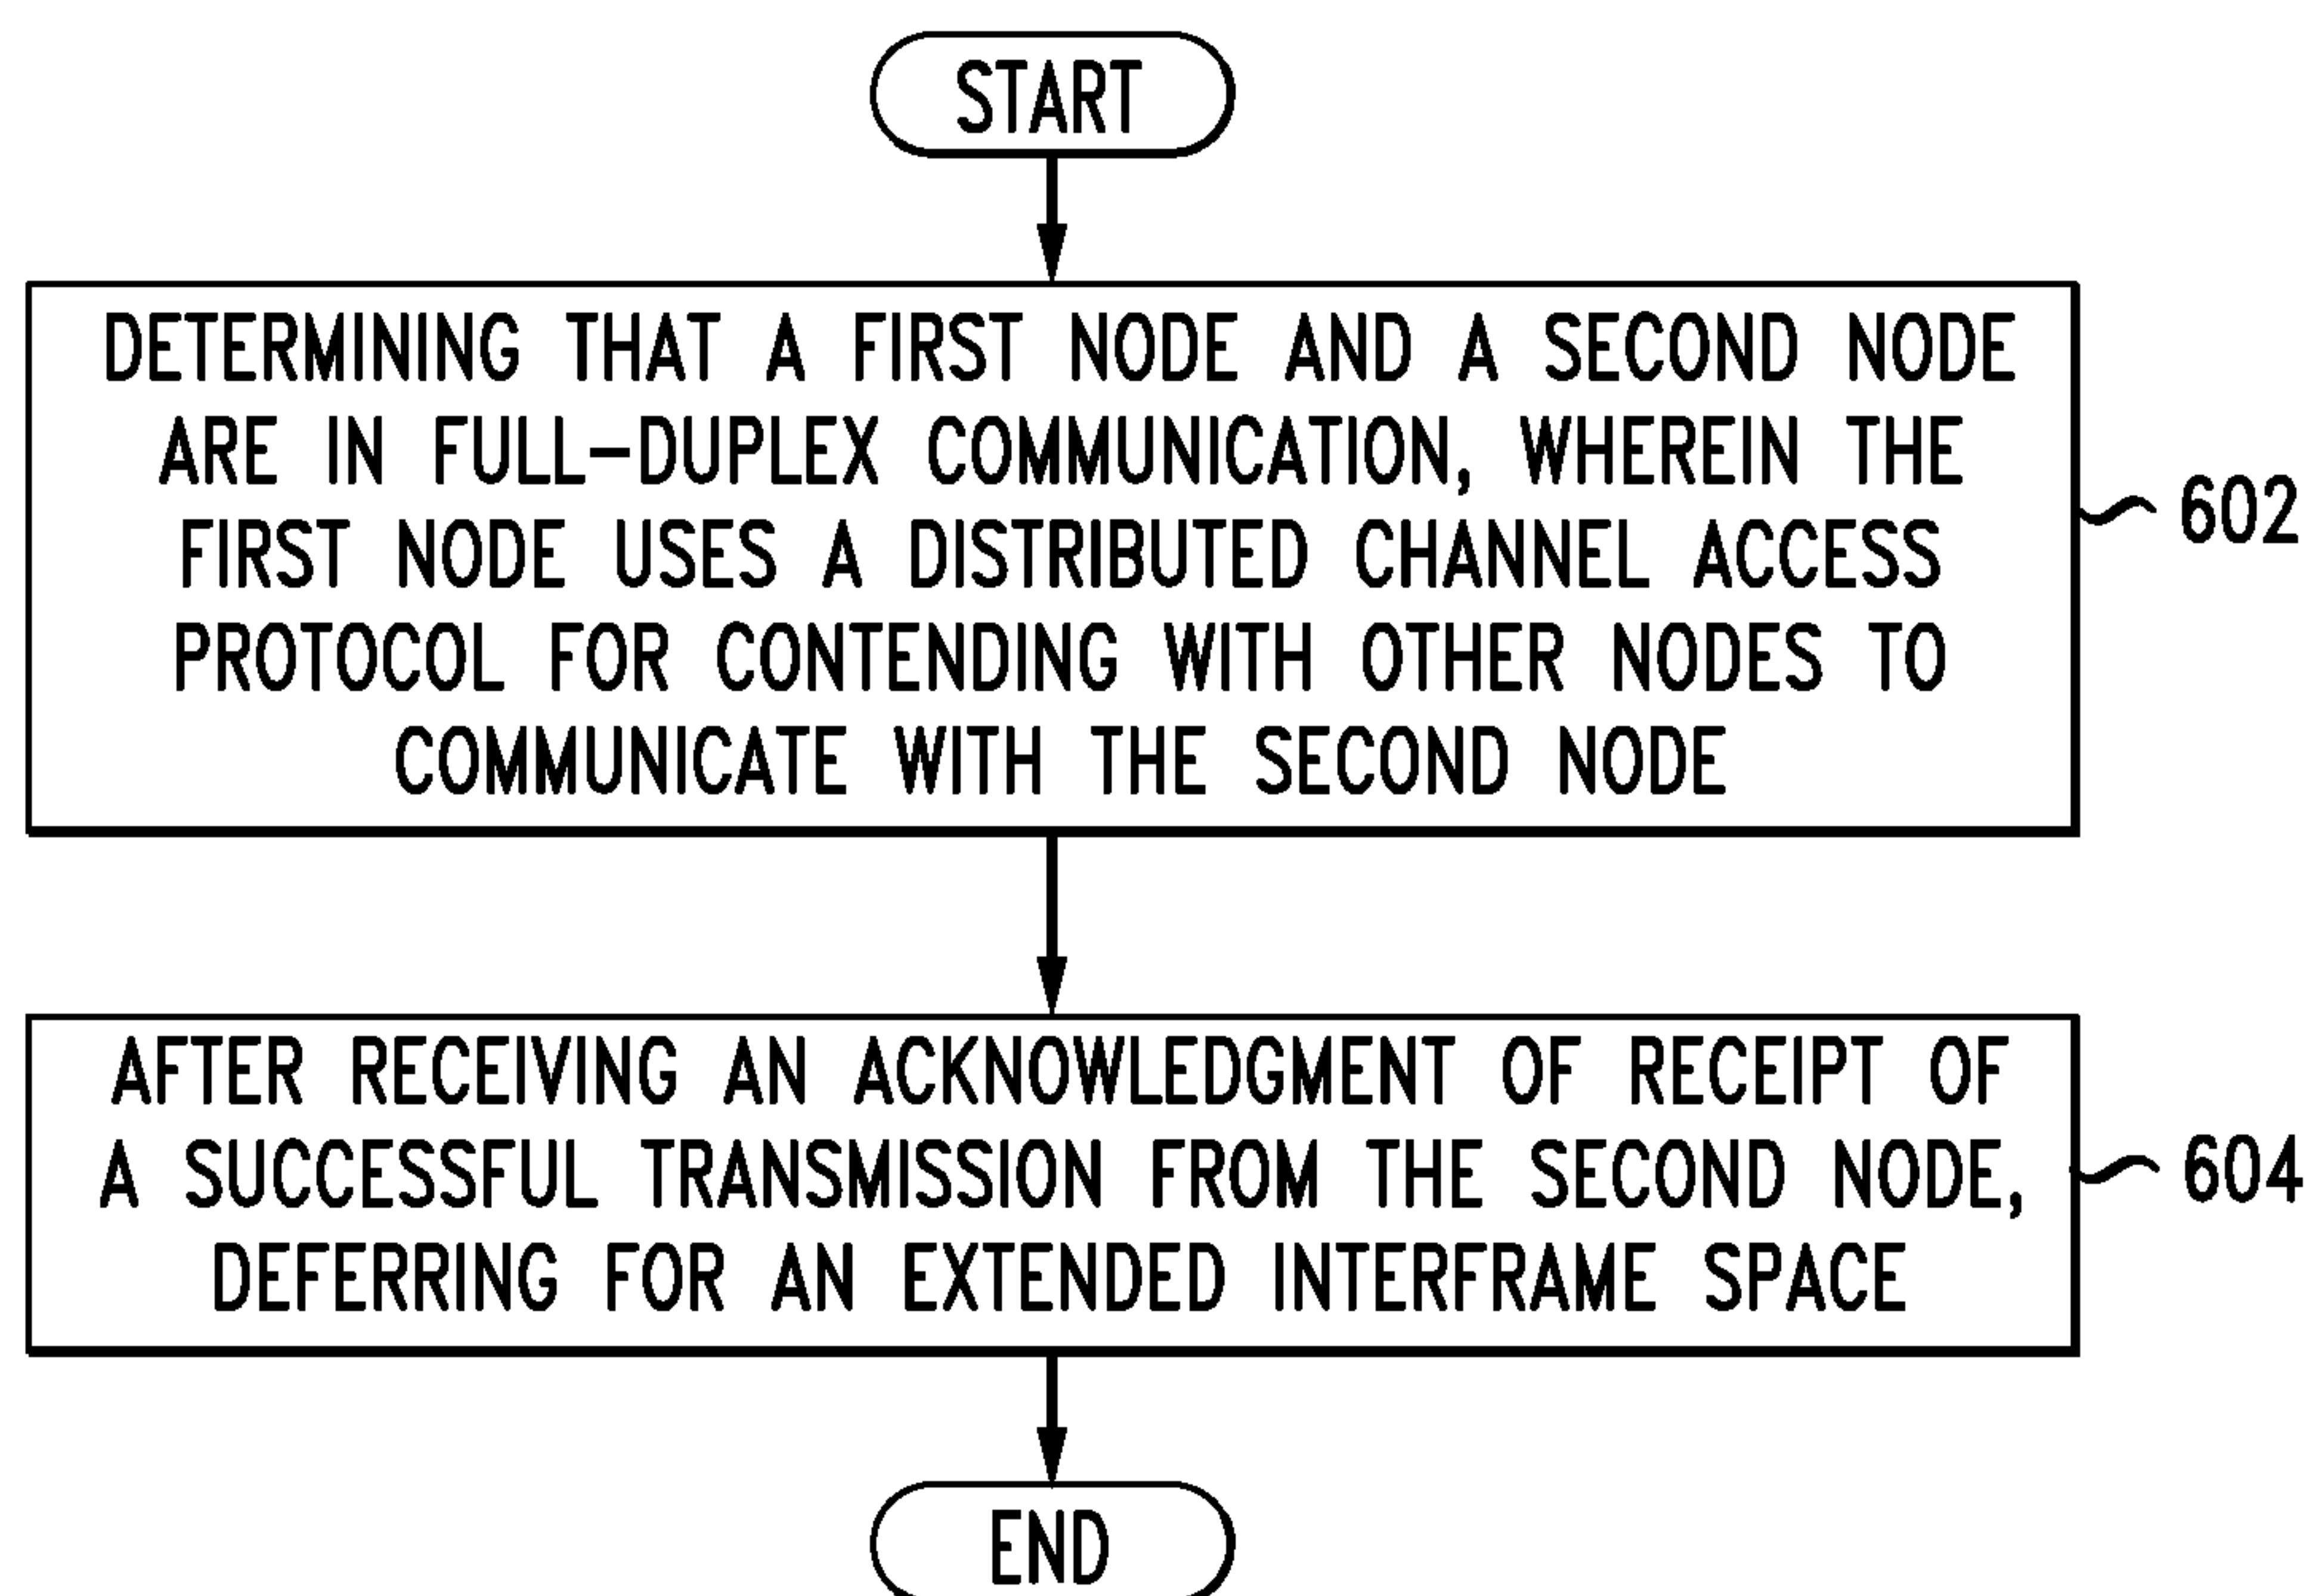 START
DETERMINING THAT A FIRST NODE AND A SECOND NODE
ARE IN FULL-DUPLEX COMMUNICATION, WHEREIN THE
FIRST NODE USES A DISTRIBUTED CHANNEL ACCESS
PROTOCOL FOR CONTENDING WITH OTHER NODES TO
COMMUNICATE WITH THE SECOND NODE
602
AFTER RECEIVING AN ACKNOWLEDGMENT OF RECEIPT OF
A SUCCESSFUL TRANSMISSION FROM THE SECOND NODE,
DEFERRING FOR AN EXTENDED INTERFRAME SPACE
604
END